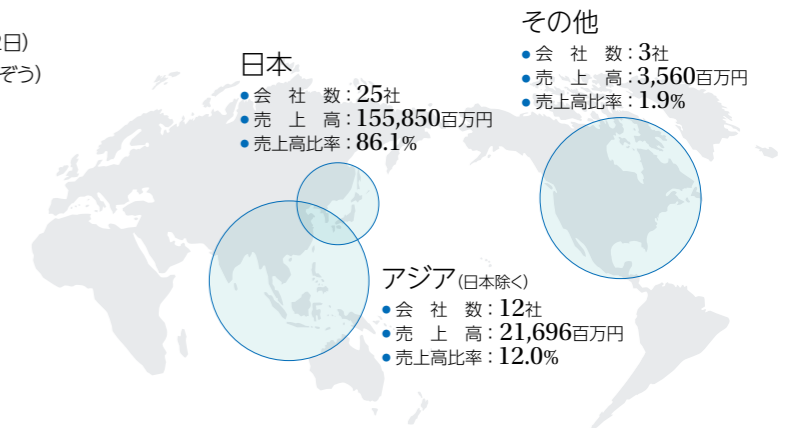 日)
ぞう)
日本
● 会 社 数：25社
● 売 上 高：155,850百万円
● 売上高比率：86.1%
その他
● 会 社 数：3社
● 売 上 高：3,560百万円
● 売上高比率：1.9%
アジア(日本除く)
● 会 社 数：12社
● 売 上 高：21,696百万円
● 売上高比率：12.0%